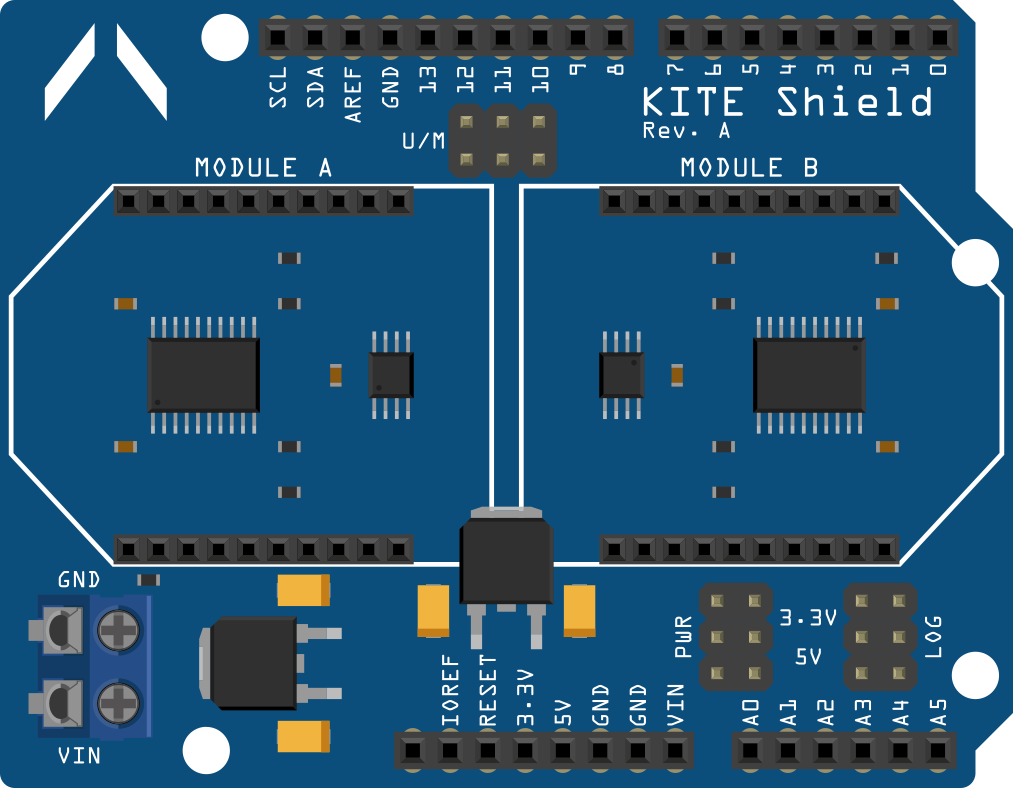 SCL SDA AREF GND 13 12 11 10 9 8 7 6 5 4 3 2 1 0
KITE Shield
Rev. A
U/M
MODULE A
MODULE B
GND
3.3V
PWR
LOG
5V
IOREF RESET 3.3V 5V GND GND VIN A0 A1 A2 A3 A4 A5
VIN